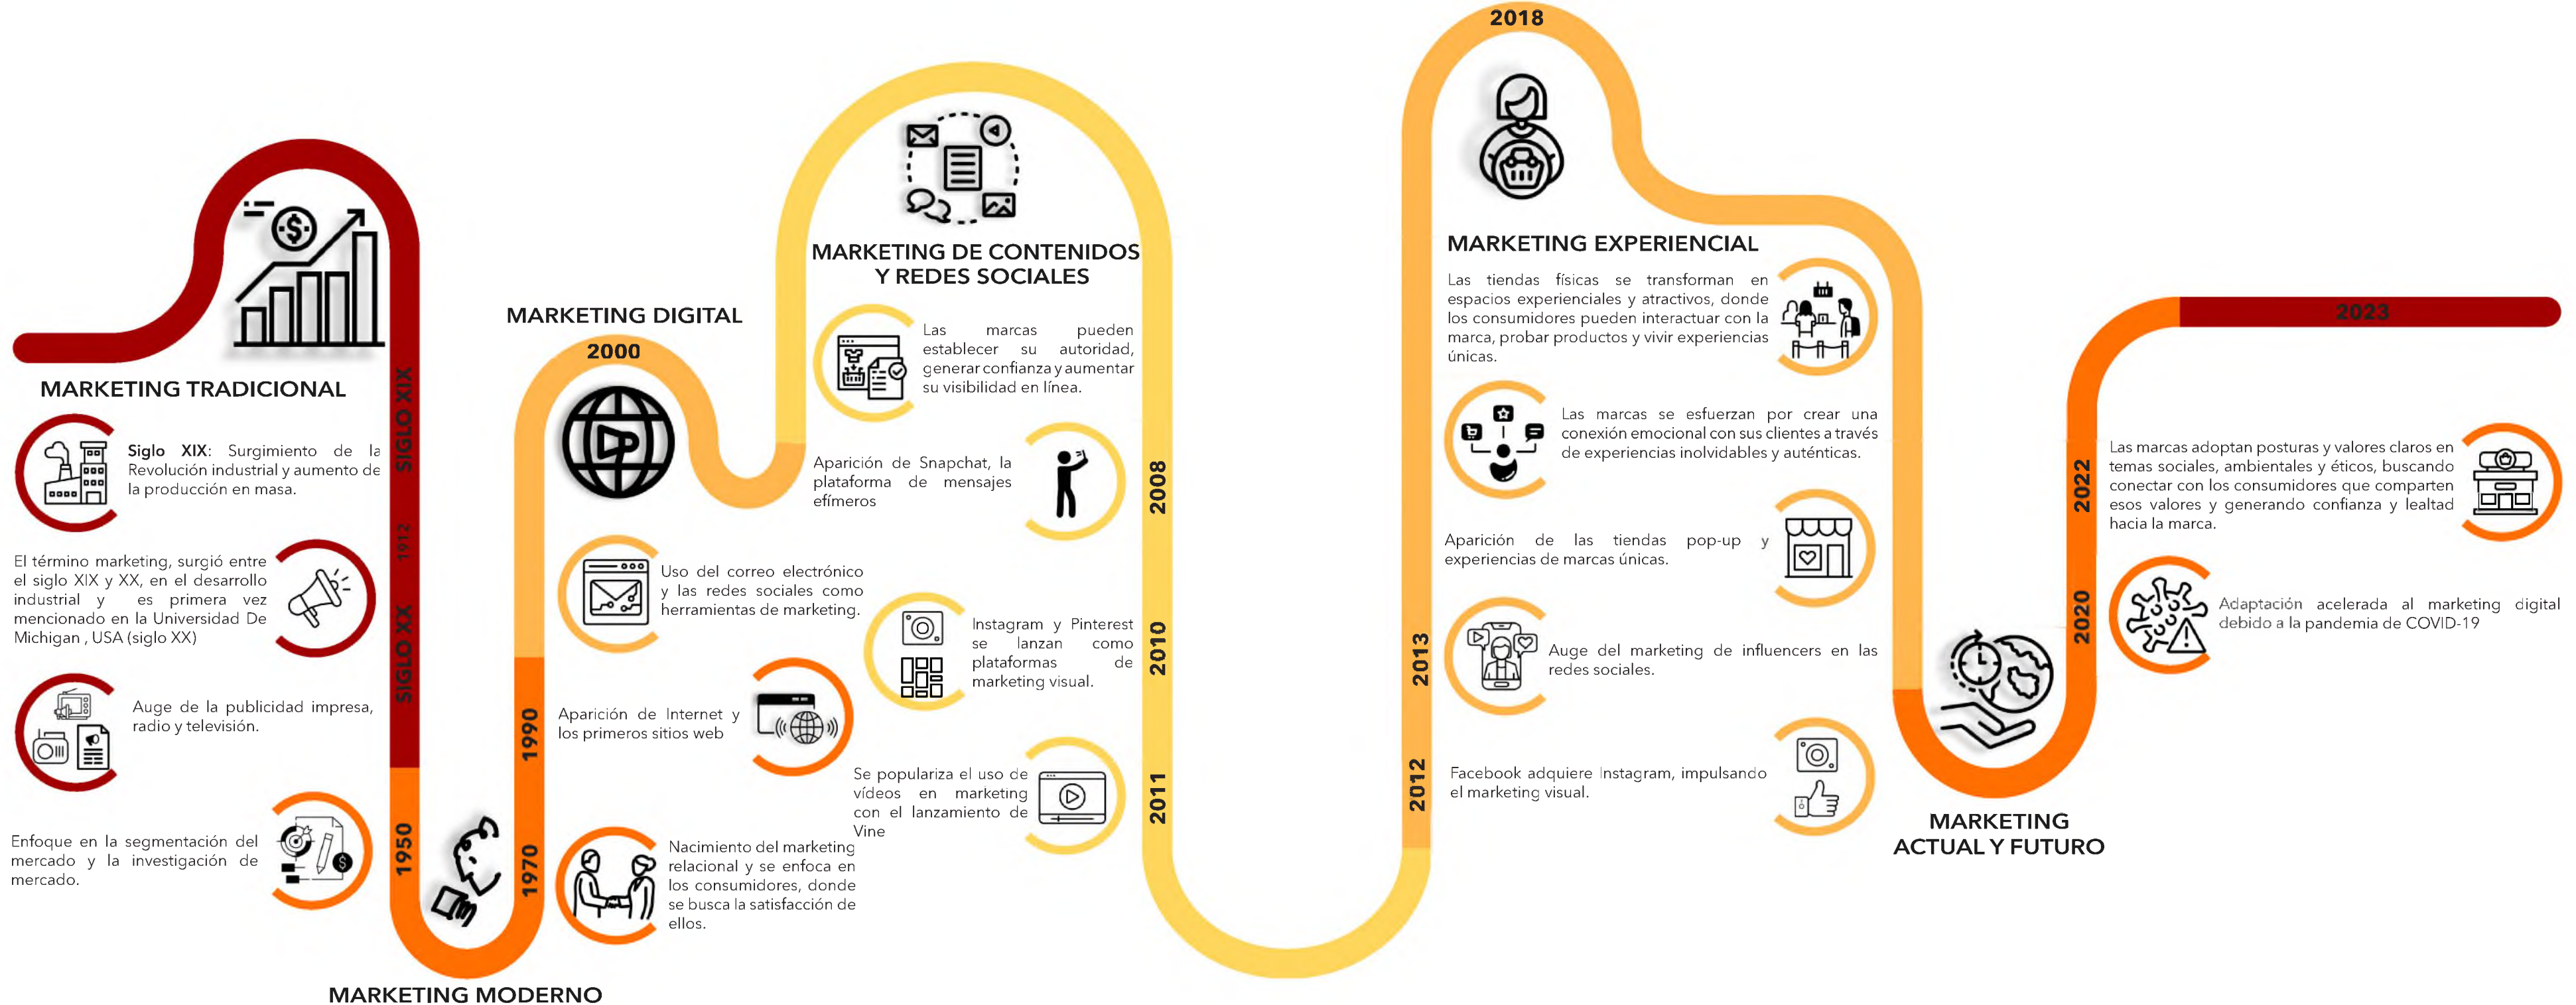 MARKETING TRADICIONAL
Siglo XIX: Surgimiento de la
Revolución industrial y aumento de
la producción en masa.
El término marketing, surgió entre
el siglo XIX y XX, en el desarrollo
industrial y es primera vez
mencionado en la Universidad De
Michigan , USA (siglo XX)
Auge de la publicidad impresa,
radio y televisión.
Enfoque en la segmentación del
mercado y la investigación de
mercado.
SIGLO XIX
1912
SIGLO XX
1950
MARKETING MODERNO
1970
1990
MARKETING DIGITAL
2000
Uso del correo electrónico
y las redes sociales como
herramientas de marketing.
Aparición de Internet y
los primeros sitios web
Nacimiento del marketing
relacional y se enfoca en
los consumidores, donde
se busca la satisfacción de
ellos.
MARKETING DE CONTENIDOS
Y REDES SOCIALES
Las marcas pueden
establecer su autoridad,
generar confianza y aumentar
su visibilidad en línea.
Aparición de Snapchat, la
plataforma de mensajes
efímeros
Instagram y Pinterest
se lanzan como
plataformas de
marketing visual.
Se populariza el uso de
vídeos en marketing
con el lanzamiento de
Vine
2008
2010
2011
2018
MARKETING EXPERIENCIAL
Las tiendas físicas se transforman en
espacios experienciales y atractivos, donde
los consumidores pueden interactuar con la
marca, probar productos y vivir experiencias
únicas.
Las marcas se esfuerzan por crear una
conexión emocional con sus clientes a través
de experiencias inolvidables y auténticas.
Aparición de las tiendas pop-up y
experiencias de marcas únicas.
2013
Auge del marketing de influencers en las
redes sociales.
2012
Facebook adquiere Instagram, impulsando
el marketing visual.
MARKETING
ACTUAL Y FUTURO
2023
2022
Las marcas adoptan posturas y valores claros en
temas sociales, ambientales y éticos, buscando
conectar con los consumidores que comparten
esos valores y generando confianza y lealtad
hacia la marca.
2020
Adaptación acelerada al marketing digital
debido a la pandemia de COVID-19